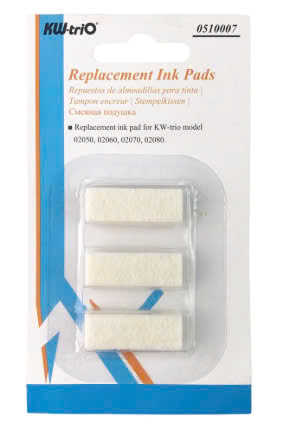 KW-triO
0510007
Replacement Ink Pads
Repuestos de almoadilias para tinta |
Tampon encreur | Stempelkissen |
Сменная подушка
■ Replacement ink pad for KW-trio model
02050, 02060, 02070, 02080.